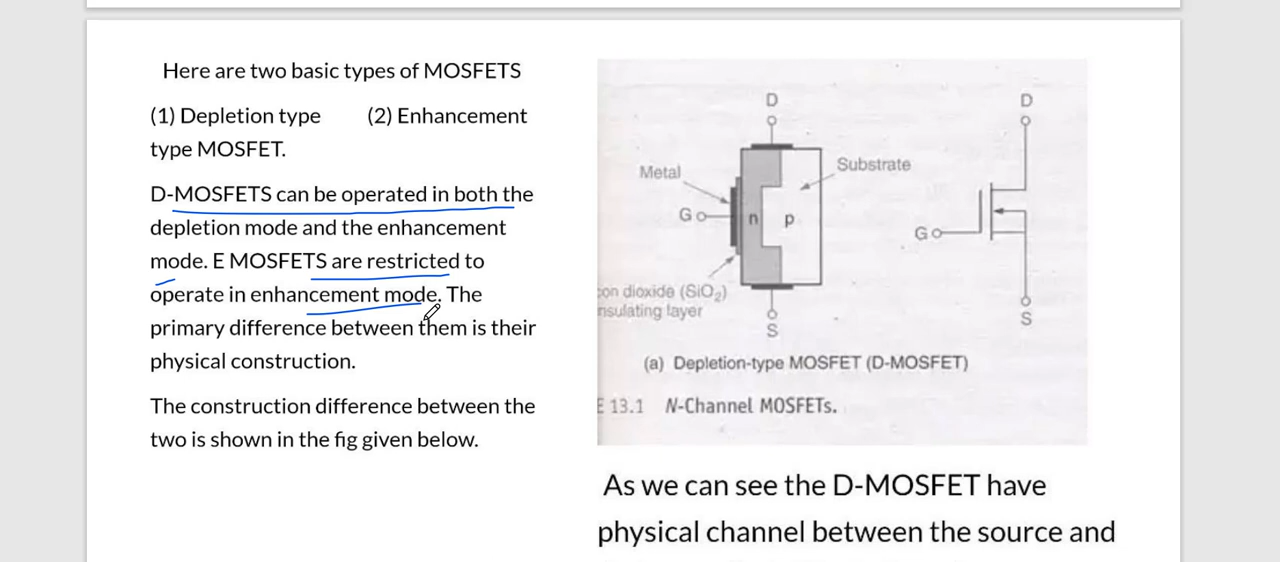 Here are two basic types of MOSFETS
(1) Depletion type (2) Enhancement
type MOSFET.
D-MOSFETS can be operated in both the
depletion mode and the enhancement
mode. E MOSFETS are restricted to
operate in enhancement mode. The
primary difference between them is their
physical construction.
The construction difference between the
two is shown in the fig given below.
D
D
Metal
Substrate
G
n
p
G
con dioxide (SiO₂)
nsulating layer
S
S
(a) Depletion-type MOSFET (D-MOSFET)
E 13.1 N-Channel MOSFETs.
As we can see the D-MOSFET have
physical channel between the source and